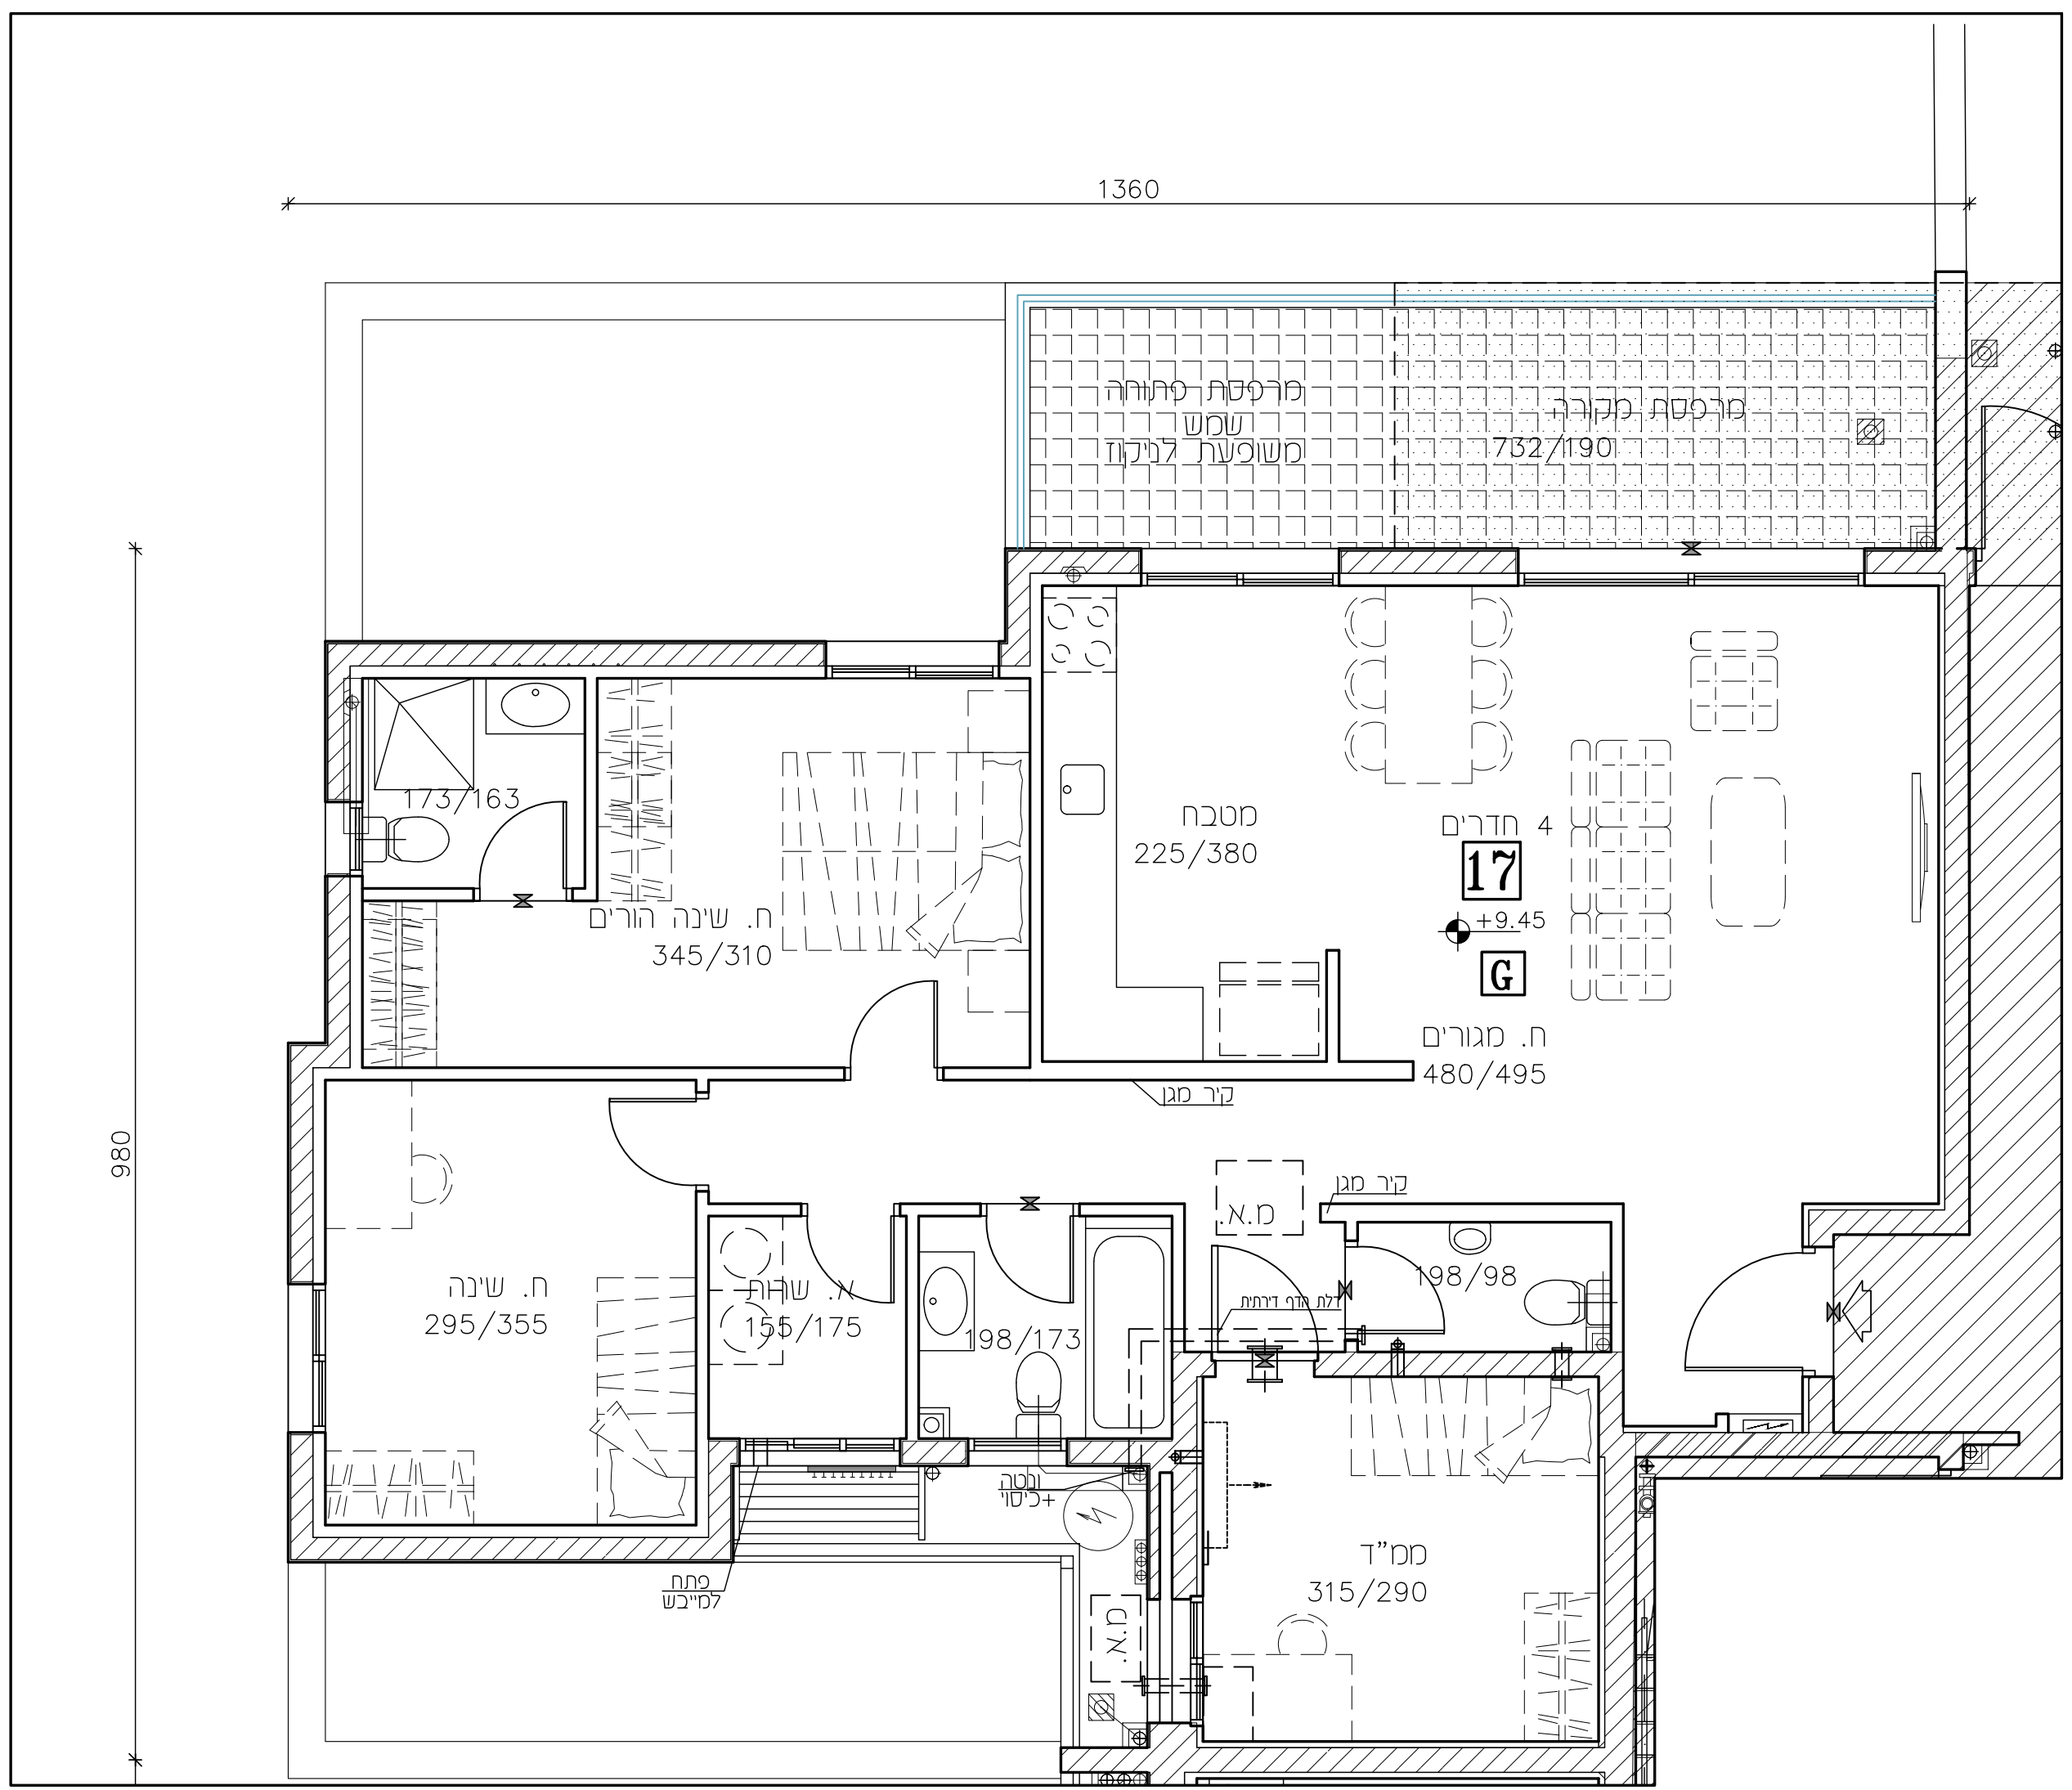 1360
מרפסת פתוחה
שמש
משופעת לניקוז
מרפסת מקורה
732/190
980
173/163
מטבח
225/380
4 חדרים
17
+9.45
G
ח. שינה הורים
345/310
ח. מגורים
480/495
קיר מגן
קיר מגן
מ.א.
198/98
דלת הדף דירתית
ח. שינה
295/355
א. שרות
155/175
198/173
ונטה
+כיסוי
פתח
למייבש
ממ"ד
315/290
מ.א.